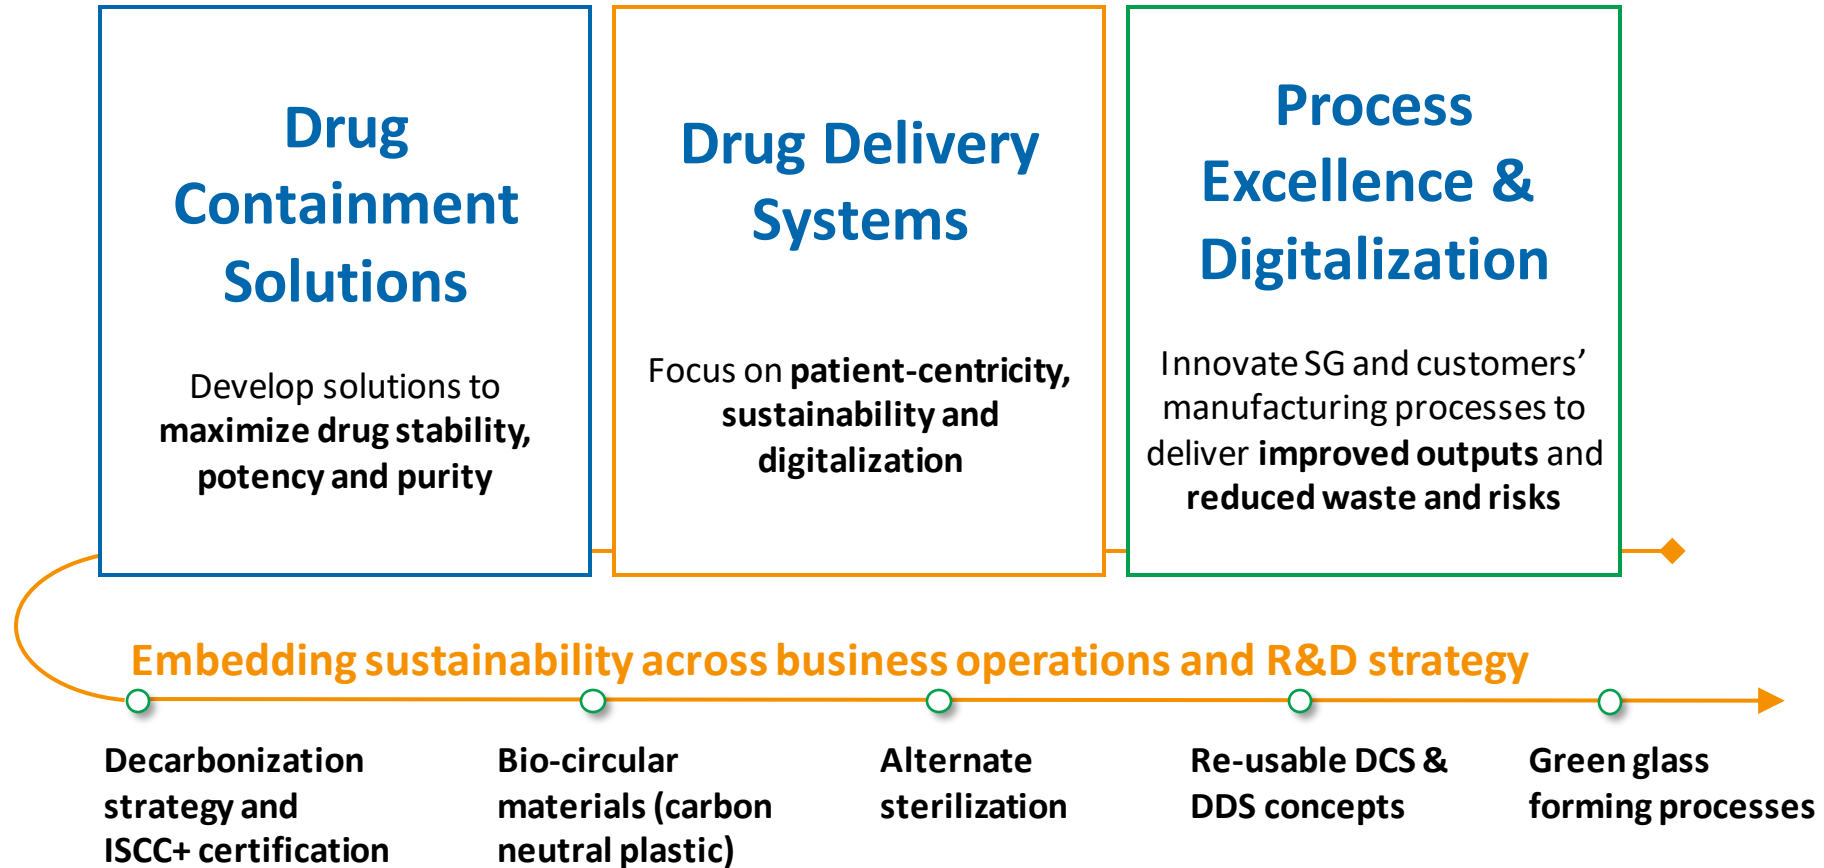 Drug
Containment
Solutions
Develop solutions to
maximize drug stability,
potency and purity
Drug Delivery
Systems
Focus on patient-centricity,
sustainability and
digitalization
Process
Excellence &
Digitalization
Innovate SG and customers’
manufacturing processes to
deliver improved outputs and
reduced waste and risks
Embedding sustainability across business operations and R&D strategy
Decarbonization
strategy and
ISCC+ certification
Bio-circular
materials (carbon
neutral plastic)
Alternate
sterilization
Re-usable DCS &
DDS concepts
Green glass
forming processes